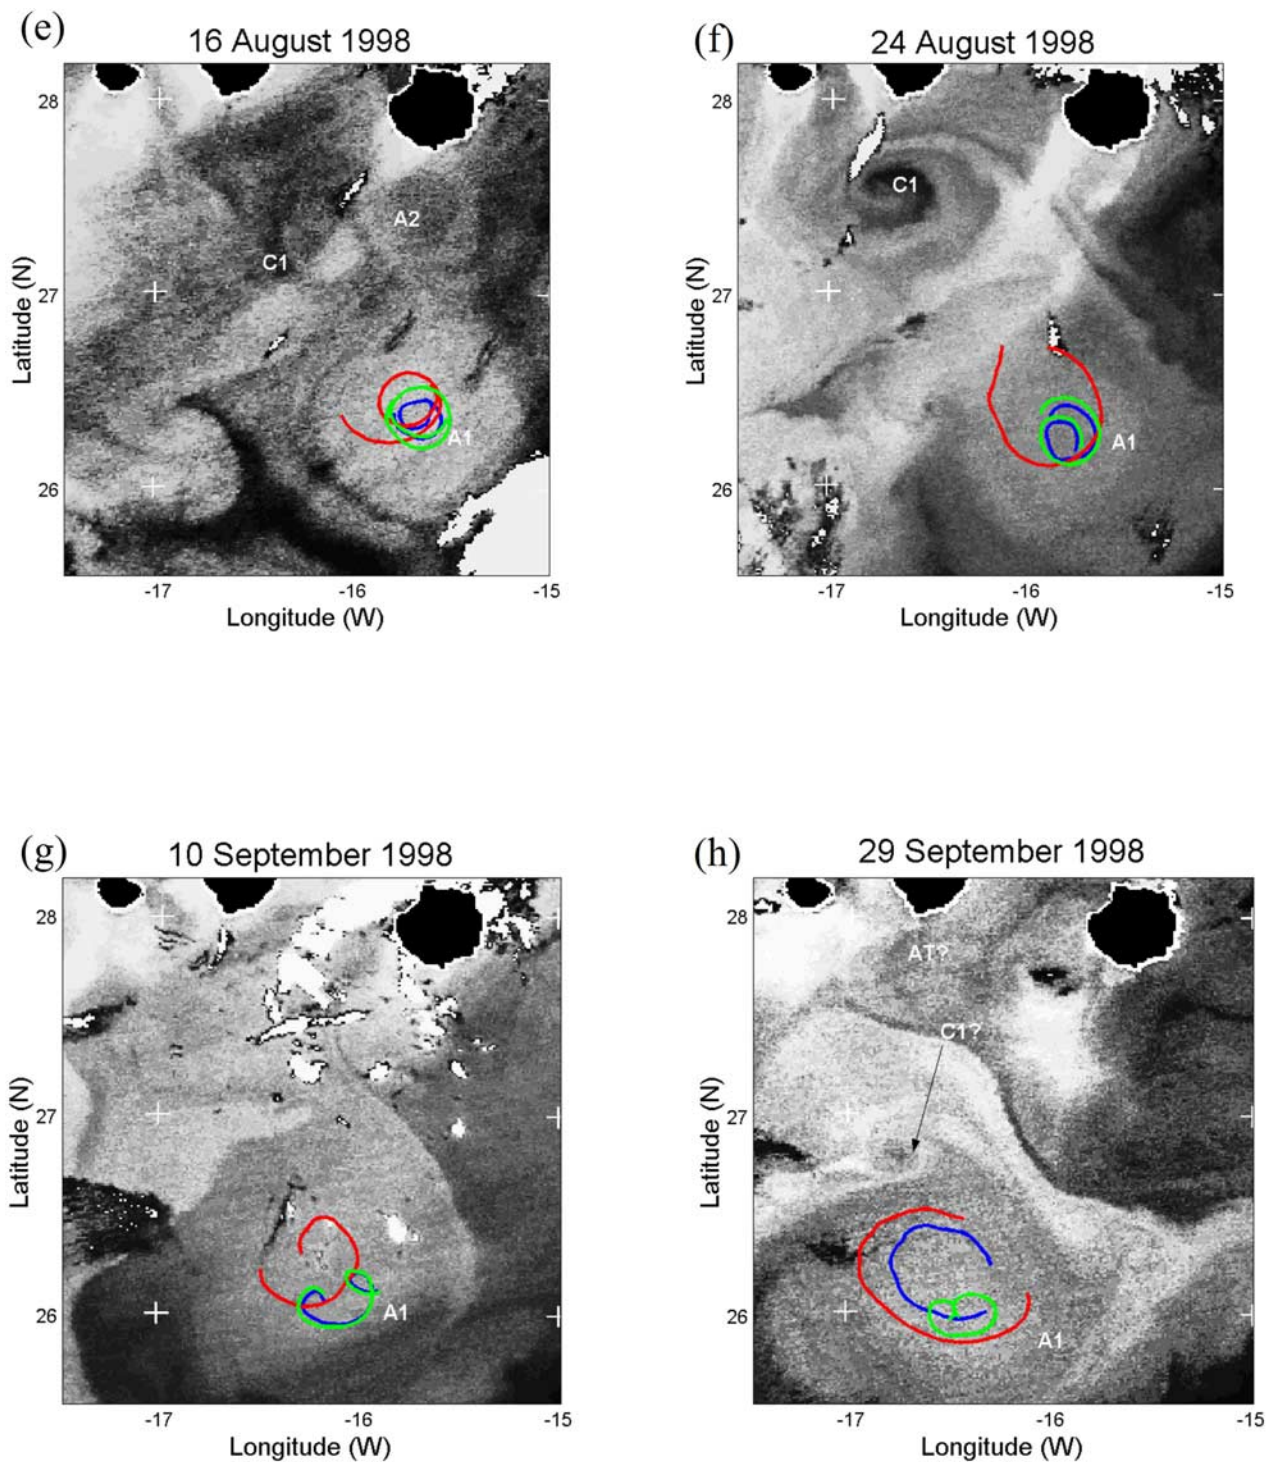 (e)
16 August 1998
28
27
26
Latitude (N)
C1
A2
A1
-17
-16
-15
Longitude (W)
(f)
24 August 1998
28
27
26
Latitude (N)
C1
A1
-17
-16
-15
Longitude (W)
(g)
10 September 1998
28
27
26
Latitude (N)
A1
-17
-16
-15
Longitude (W)
(h)
29 September 1998
28
27
26
Latitude (N)
AT?
C1?
A1
-17
-16
-15
Longitude (W)